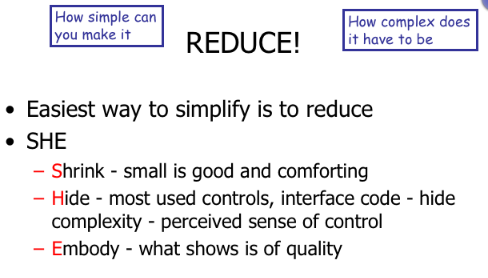 How simple can
you make it
REDUCE!
How complex does
it have to be
• Easiest way to simplify is to reduce
• SHE
– Shrink - small is good and comforting
– Hide - most used controls, interface code - hide
complexity - perceived sense of control
– Embody - what shows is of quality